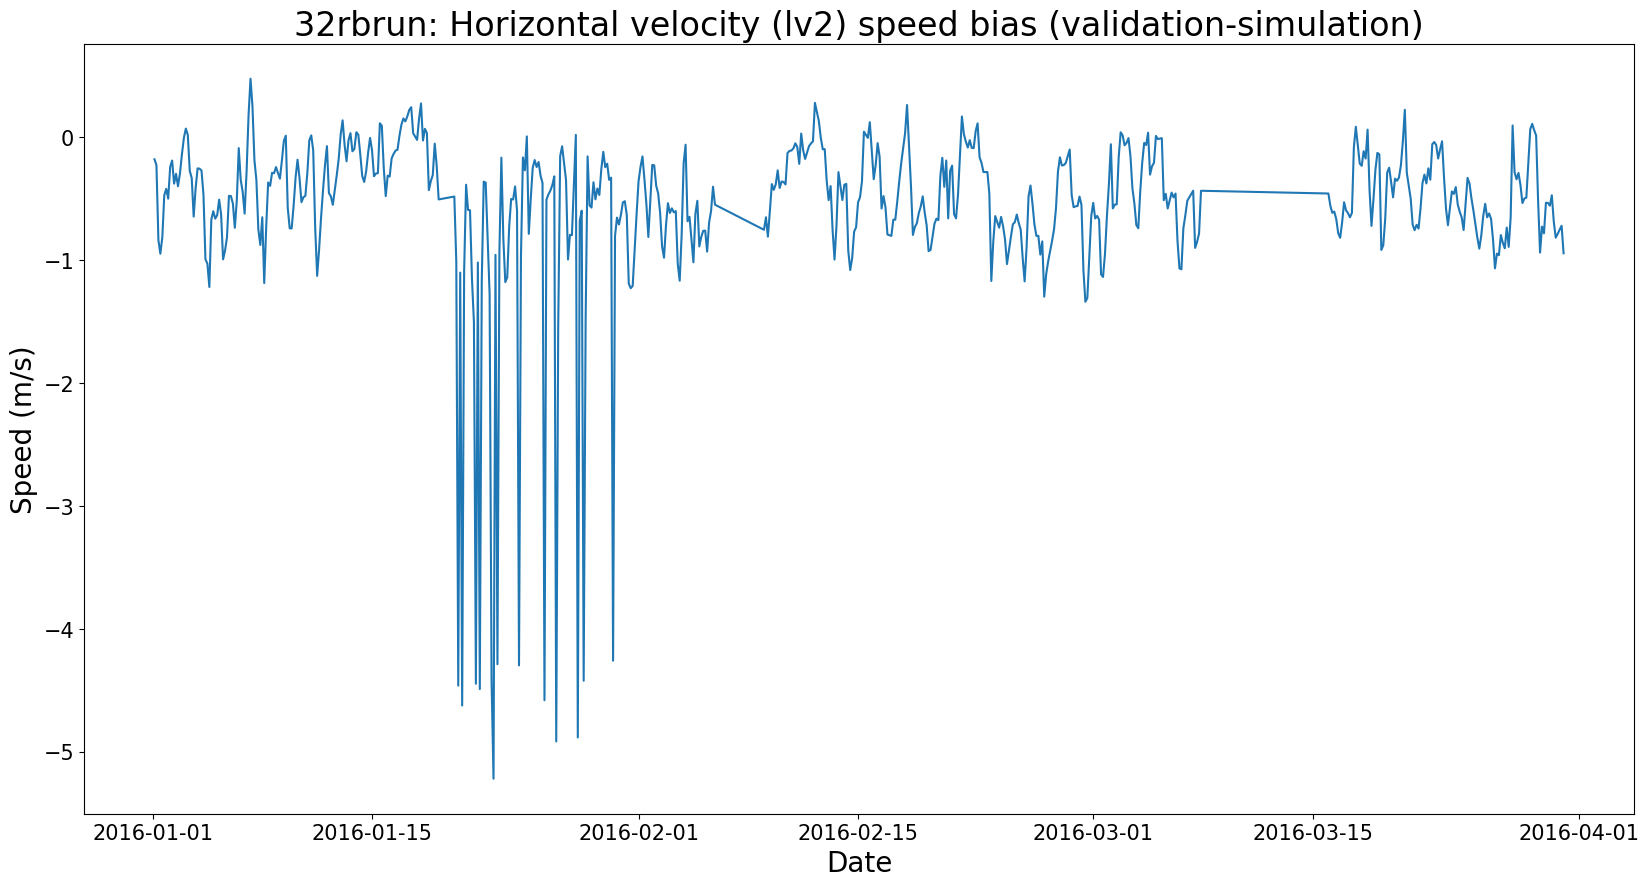 32rbrun: Horizontal velocity (lv2) speed bias (validation-simulation)
0
−1
−2
−3
−4
−5
Speed (m/s)
2016-01-01 2016-01-15 2016-02-01 2016-02-15 2016-03-01 2016-03-15 2016-04-01
Date